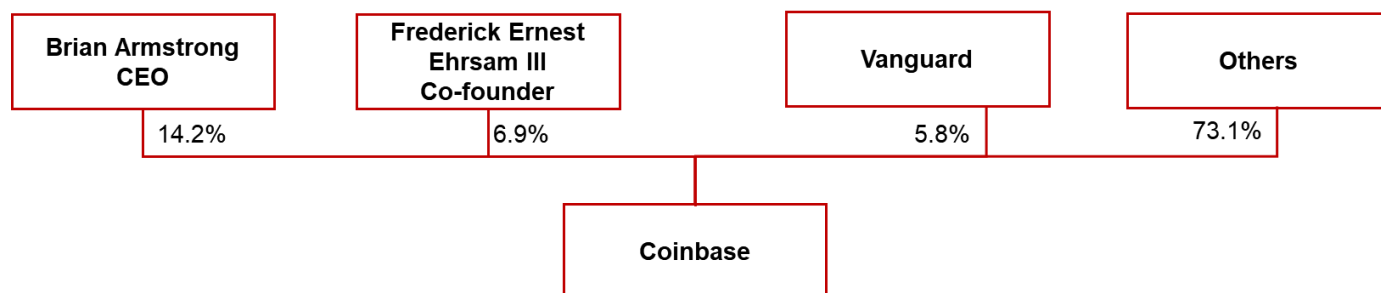 Brian Armstrong
CEO
Frederick Ernest
Ehrsam III
Co-founder
Vanguard
Others
14.2%
6.9%
5.8%
73.1%
Coinbase